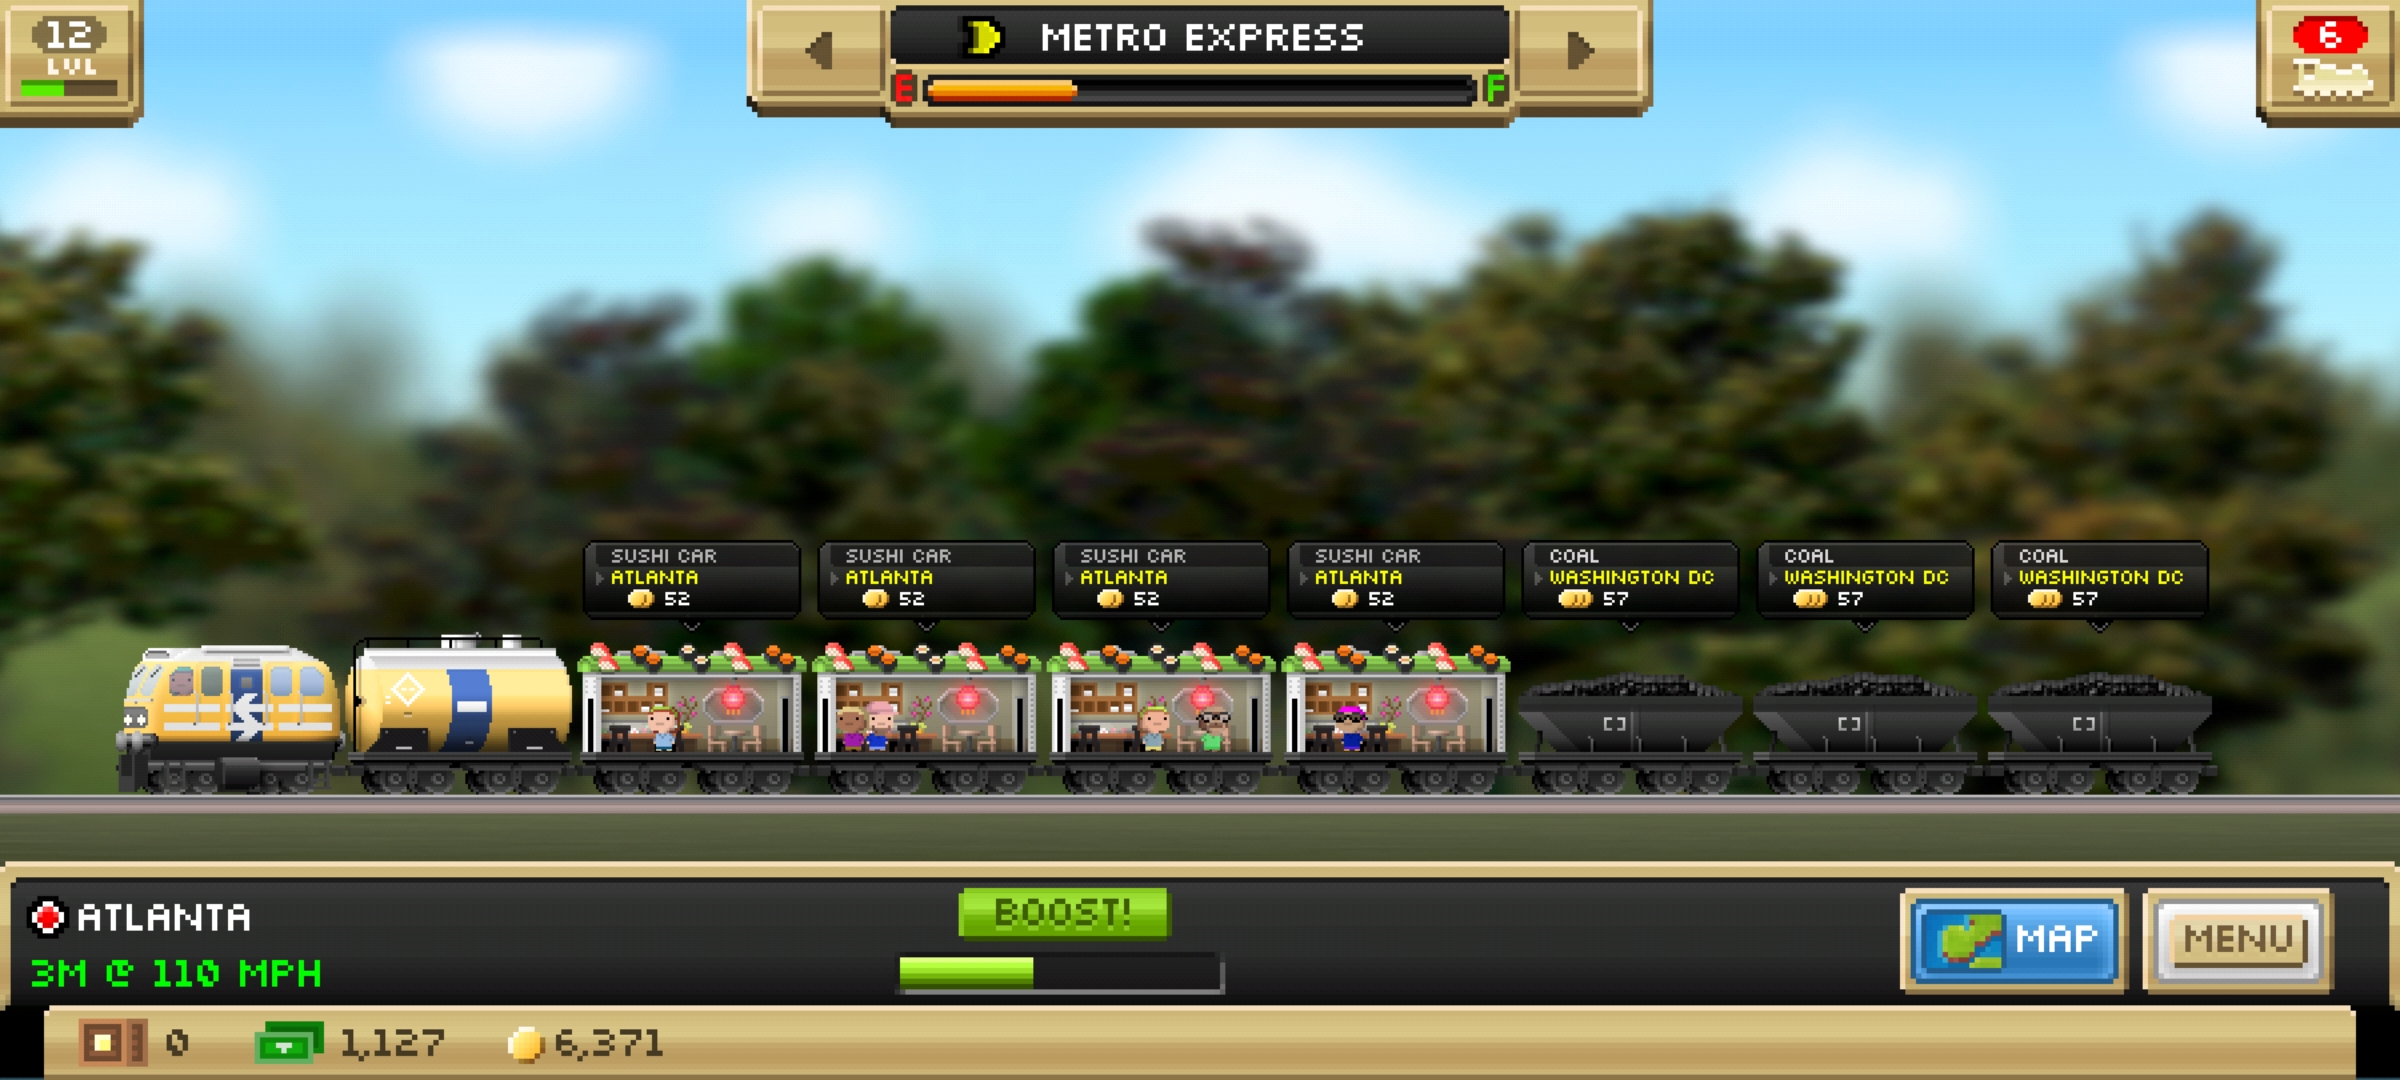 12
LVL
METRO EXPRESS
E F
6
SUSHI CAR
ATLANTA
52
SUSHI CAR
ATLANTA
52
SUSHI CAR
ATLANTA
52
SUSHI CAR
ATLANTA
52
COAL
WASHINGTON DC
57
COAL
WASHINGTON DC
57
COAL
WASHINGTON DC
57
ATLANTA
3M @ 110 MPH
BOOST!
MAP
MENU
0
1,127
6,371